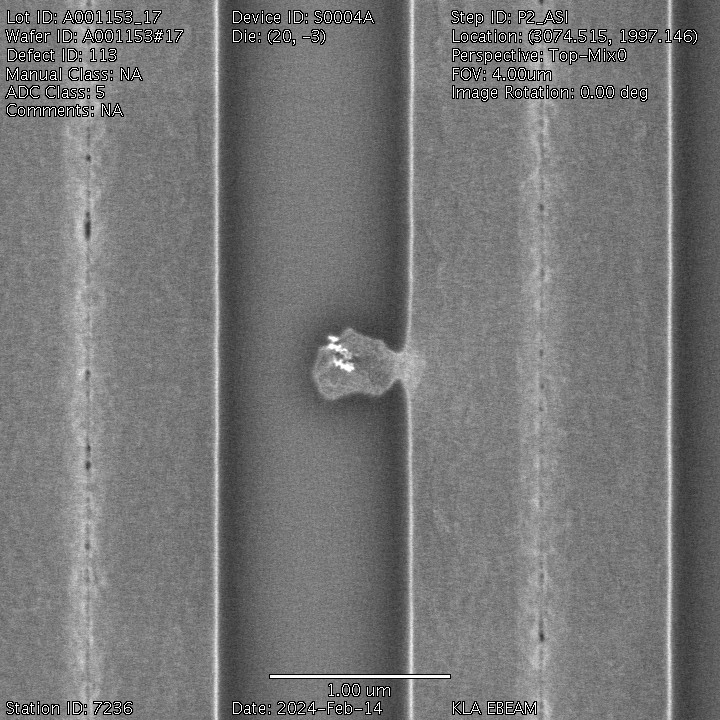 Lot ID: A001153_17
Wafer ID: A001153#17
Defect ID: 113
Manual Class: NA
ADC Class: 5
Comments: NA
Device ID: S0004A
Die: (20, -3)
Step ID: P2_ASI
Location: (3074.515, 1997.146)
Perspective: Top-Mix0
FOV: 4.00um
Image Rotation: 0.00 deg
1.00 um
Station ID: 7236
Date: 2024-Feb-14
KLA EBEAM